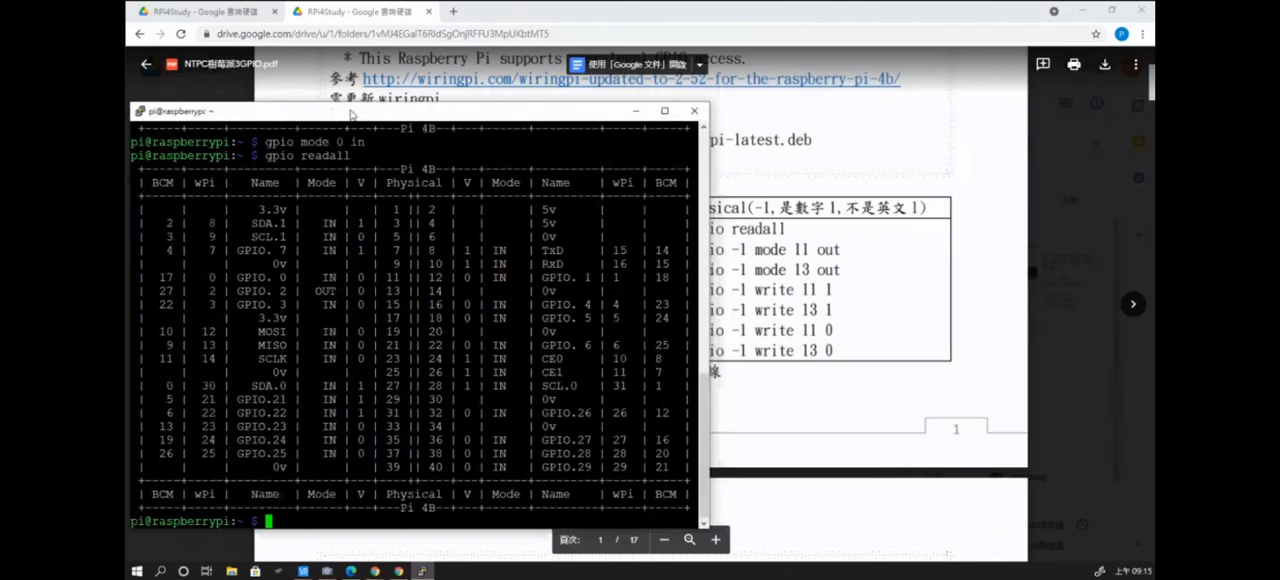 RPi4Study - Google 雲端硬碟
RPi4Study - Google 雲端硬碟
drive.google.com/drive/u/1/folders/1vMJ4EGaIT6RldSgOnjRFFU3MpUKbtMT5
NTPC樹莓派3GPIO.pdf
使用「Google 文件」開啟
* This Raspberry Pi supports
access.
參考 http://wiringpi.com/wiringpi-updated-to-2-52-for-the-raspberry-pi-4b/
需更新 wiringpi
pi-latest.deb
sical(-1,是數字 1,不是英文 l)
io readall
io -1 mode 11 out
io -1 mode 13 out
io -1 write 11 1
io -1 write 13 1
io -1 write 11 0
io -1 write 13 0
線
1
pi@raspberrypi: ~
+-----+-----+---------+------+---+---Pi 4B--+---+------+---------+-----+-----+
pi@raspberrypi:~ $ gpio mode 0 in
pi@raspberrypi:~ $ gpio readall
+-----+-----+---------+------+---+---Pi 4B--+---+------+---------+-----+-----+
| BCM | wPi | Name | Mode | V | Physical | V | Mode | Name | wPi | BCM |
+-----+-----+---------+------+---+----++----+---+------+---------+-----+-----+
| | | 3.3v | | | 1 || 2 | | | 5v | | |
| 2 | 8 | SDA.1 | IN | 1 | 3 || 4 | | | 5v | | |
| 3 | 9 | SCL.1 | IN | 1 | 5 || 6 | | | 0v | | |
| 4 | 7 | GPIO. 7 | IN | 1 | 7 || 8 | 1 | IN | TxD | 15 | 14 |
| | | 0v | | | 9 || 10 | 1 | IN | RxD | 16 | 15 |
| 17 | 0 | GPIO. 0 | IN | 0 | 11 || 12 | 0 | IN | GPIO. 1 | 1 | 18 |
| 27 | 2 | GPIO. 2 | OUT | 0 | 13 || 14 | | | 0v | | |
| 22 | 3 | GPIO. 3 | IN | 0 | 15 || 16 | 0 | IN | GPIO. 4 | 4 | 23 |
| | | 3.3v | | | 17 || 18 | 0 | IN | GPIO. 5 | 5 | 24 |
| 10 | 12 | MOSI | IN | 0 | 19 || 20 | | | 0v | | |
| 9 | 13 | MISO | IN | 0 | 21 || 22 | 0 | IN | GPIO. 6 | 6 | 25 |
| 11 | 14 | SCLK | IN | 0 | 23 || 24 | 1 | IN | CE0 | 10 | 8 |
| | | 0v | | | 25 || 26 | 1 | IN | CE1 | 11 | 7 |
| 0 | 30 | SDA.0 | IN | 1 | 27 || 28 | 1 | IN | SCL.0 | 31 | 1 |
| 5 | 21 | GPIO.21 | IN | 1 | 29 || 30 | | | 0v | | |
| 6 | 22 | GPIO.22 | IN | 1 | 31 || 32 | 0 | IN | GPIO.26 | 26 | 12 |
| 13 | 23 | GPIO.23 | IN | 0 | 33 || 34 | | | 0v | | |
| 19 | 24 | GPIO.24 | IN | 0 | 35 || 36 | 0 | IN | GPIO.27 | 27 | 16 |
| 26 | 25 | GPIO.25 | IN | 0 | 37 || 38 | 0 | IN | GPIO.28 | 28 | 20 |
| | | 0v | | | 39 || 40 | 0 | IN | GPIO.29 | 29 | 21 |
+-----+-----+---------+------+---+----++----+---+------+---------+-----+-----+
| BCM | wPi | Name | Mode | V | Physical | V | Mode | Name | wPi | BCM |
+-----+-----+---------+------+---+---Pi 4B--+---+------+---------+-----+-----+
pi@raspberrypi:~ $
頁次: 1 / 17
上午 09:15